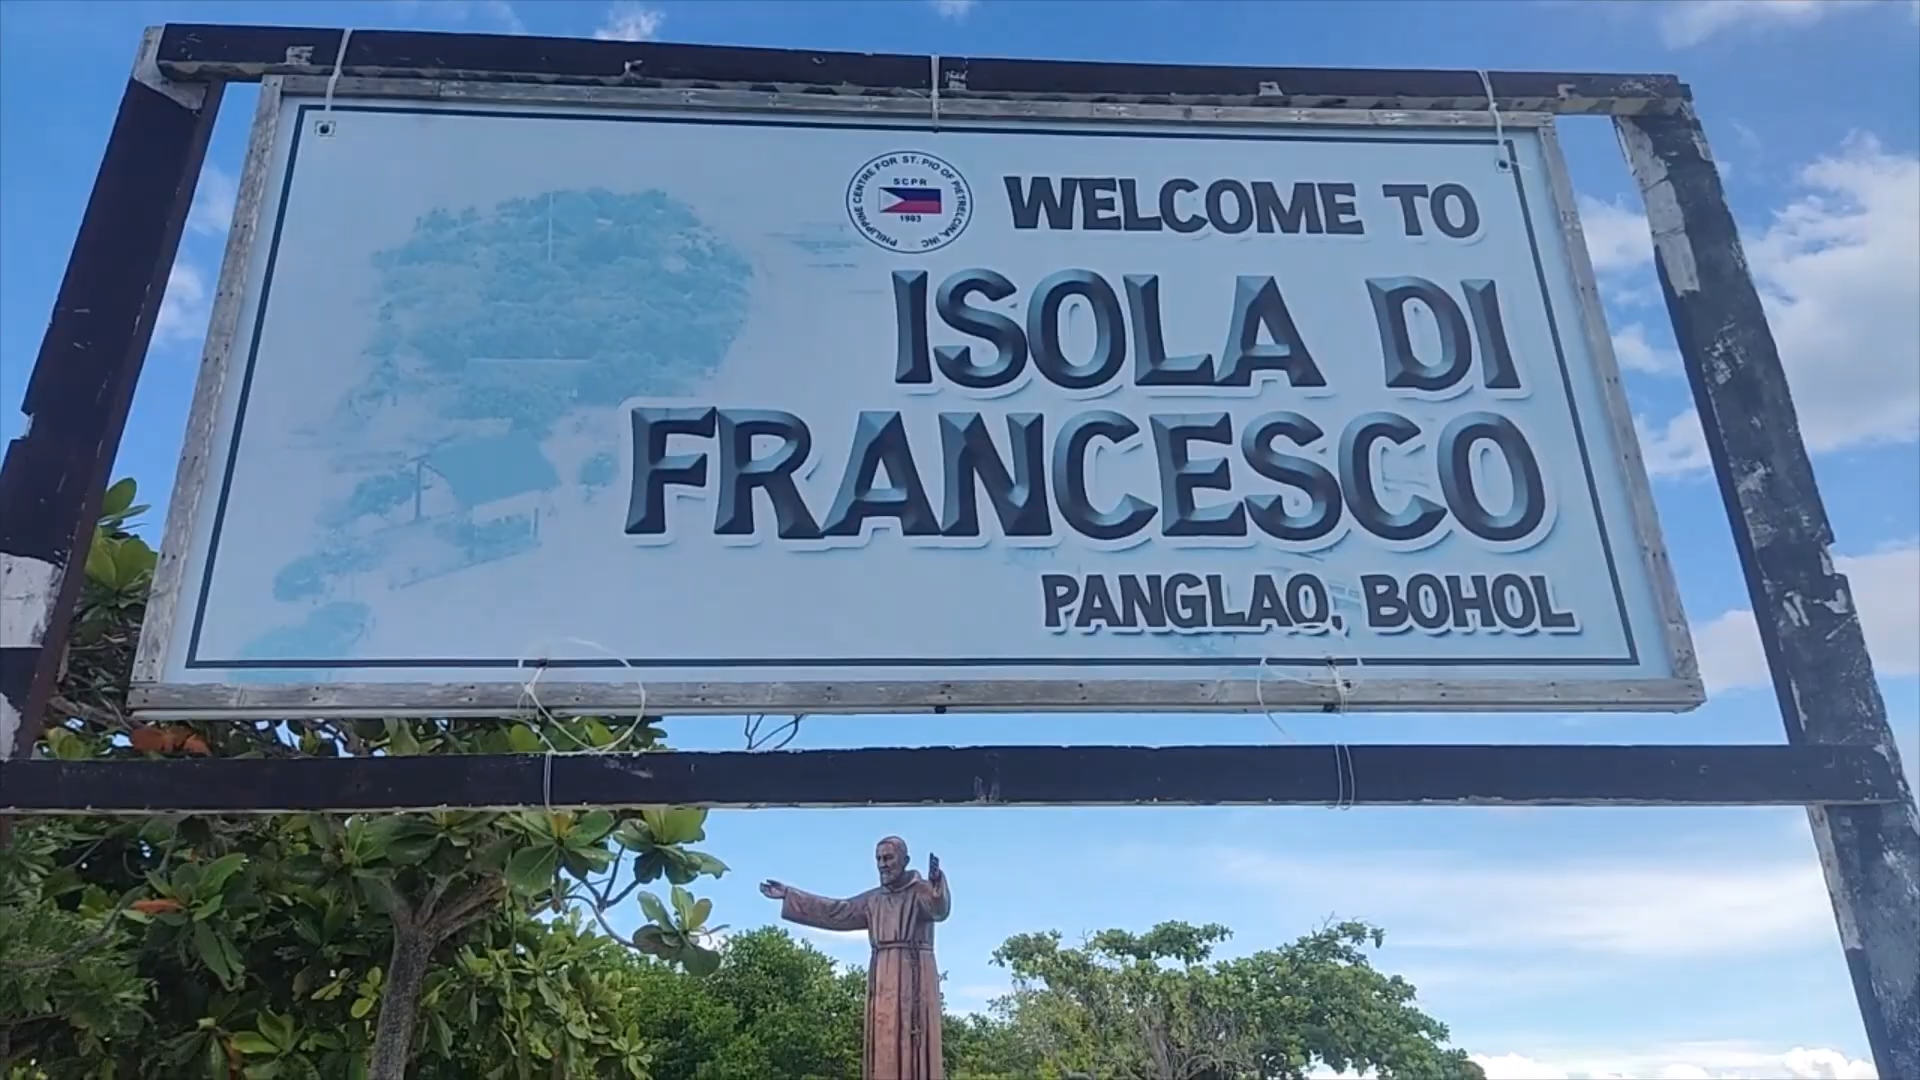 PHILIPPINE CENTRE FOR ST. PIO OF PIETRELCINA, INC
SCPR
1983
WELCOME TO
ISOLA DI
FRANCESCO
PANGLAO, BOHOL